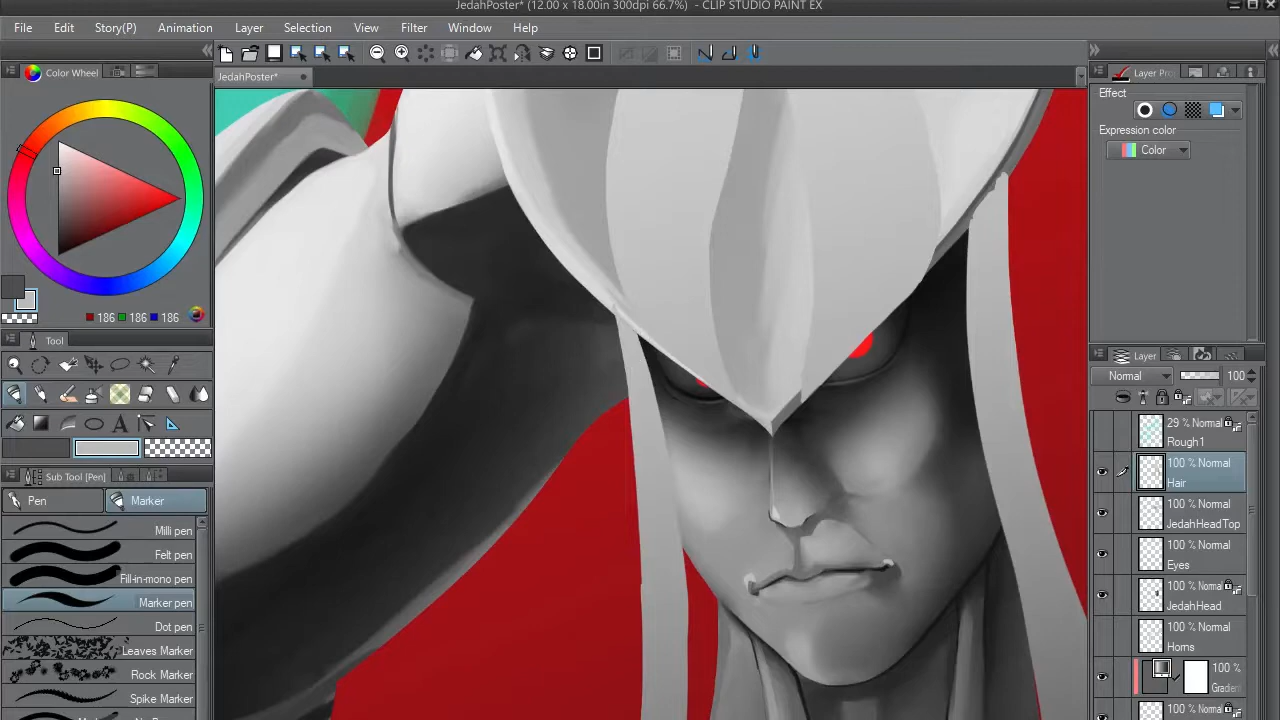 JedahPoster* (12.00 x 18.00in 300dpi 66.7%) - CLIP STUDIO PAINT EX
File Edit Story(P) Animation Layer Selection Filter View Window Help
JedahPoster*
Color Wheel
186 186 186
Tool
Sub Tool [Pen]
Pen Marker
Milli pen
Felt pen
Fill-in-mono pen
Marker pen
Dot pen
Leaves Marker
Rock Marker
Spike Marker
Layer Pro
Effect
Expression color
Color
Layer
Normal 100
29 % Normal
Rough1
100 % Normal
Hair
100 % Normal
JedahHeadTop
100 % Normal
Eyes
100 % Normal
JedahHead
100 % Normal
Horns
100 %
Gradient
100 % Normal